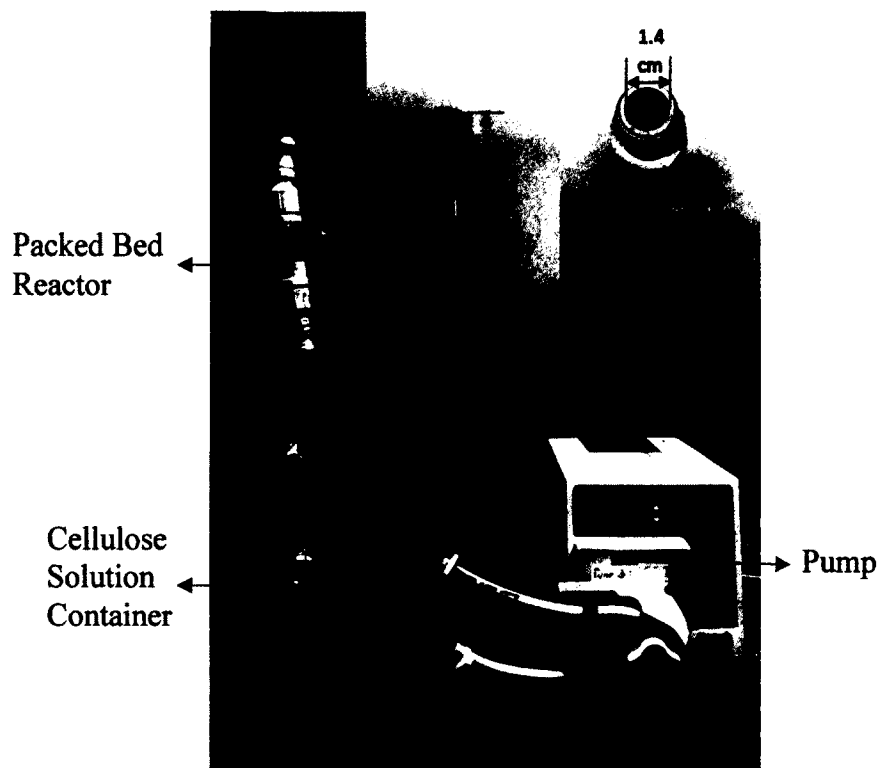 1.4
cm
Packed Bed
Reactor
Cellulose
Solution
Container
Pump